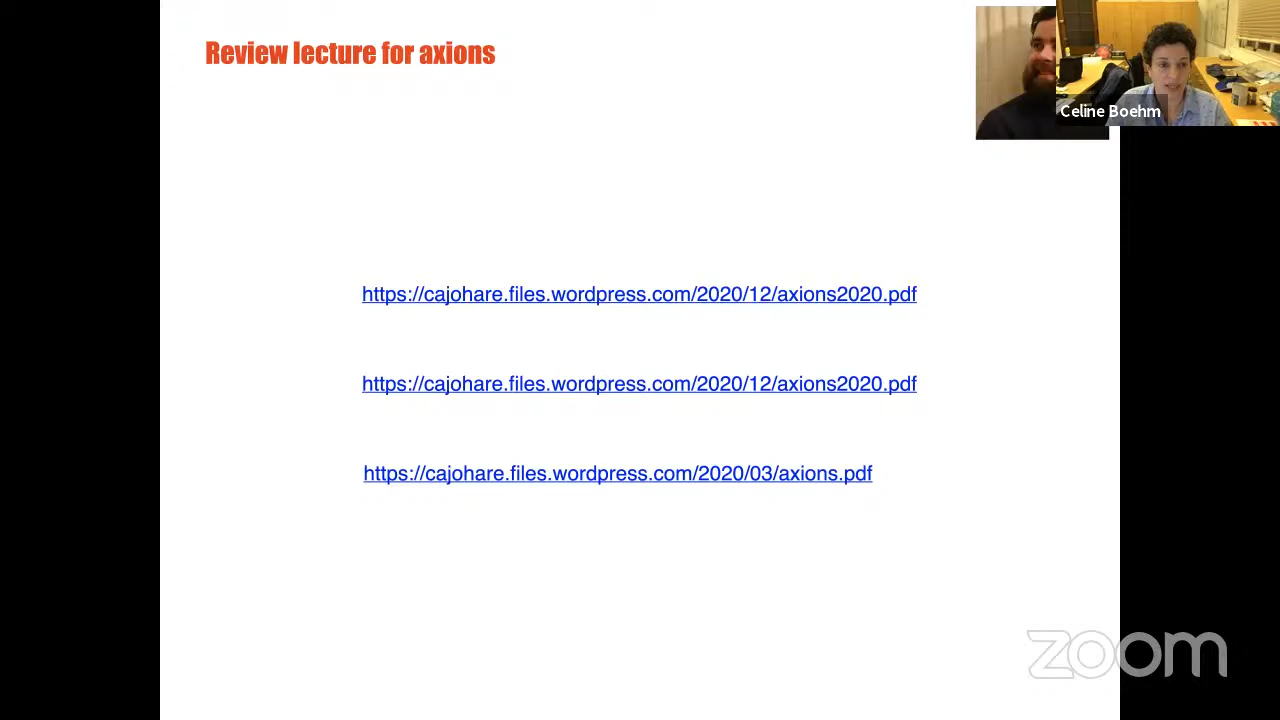 Review lecture for axions
Celine Boehm
https://cajohare.files.wordpress.com/2020/12/axions2020.pdf
https://cajohare.files.wordpress.com/2020/12/axions2020.pdf
https://cajohare.files.wordpress.com/2020/03/axions.pdf
zoom